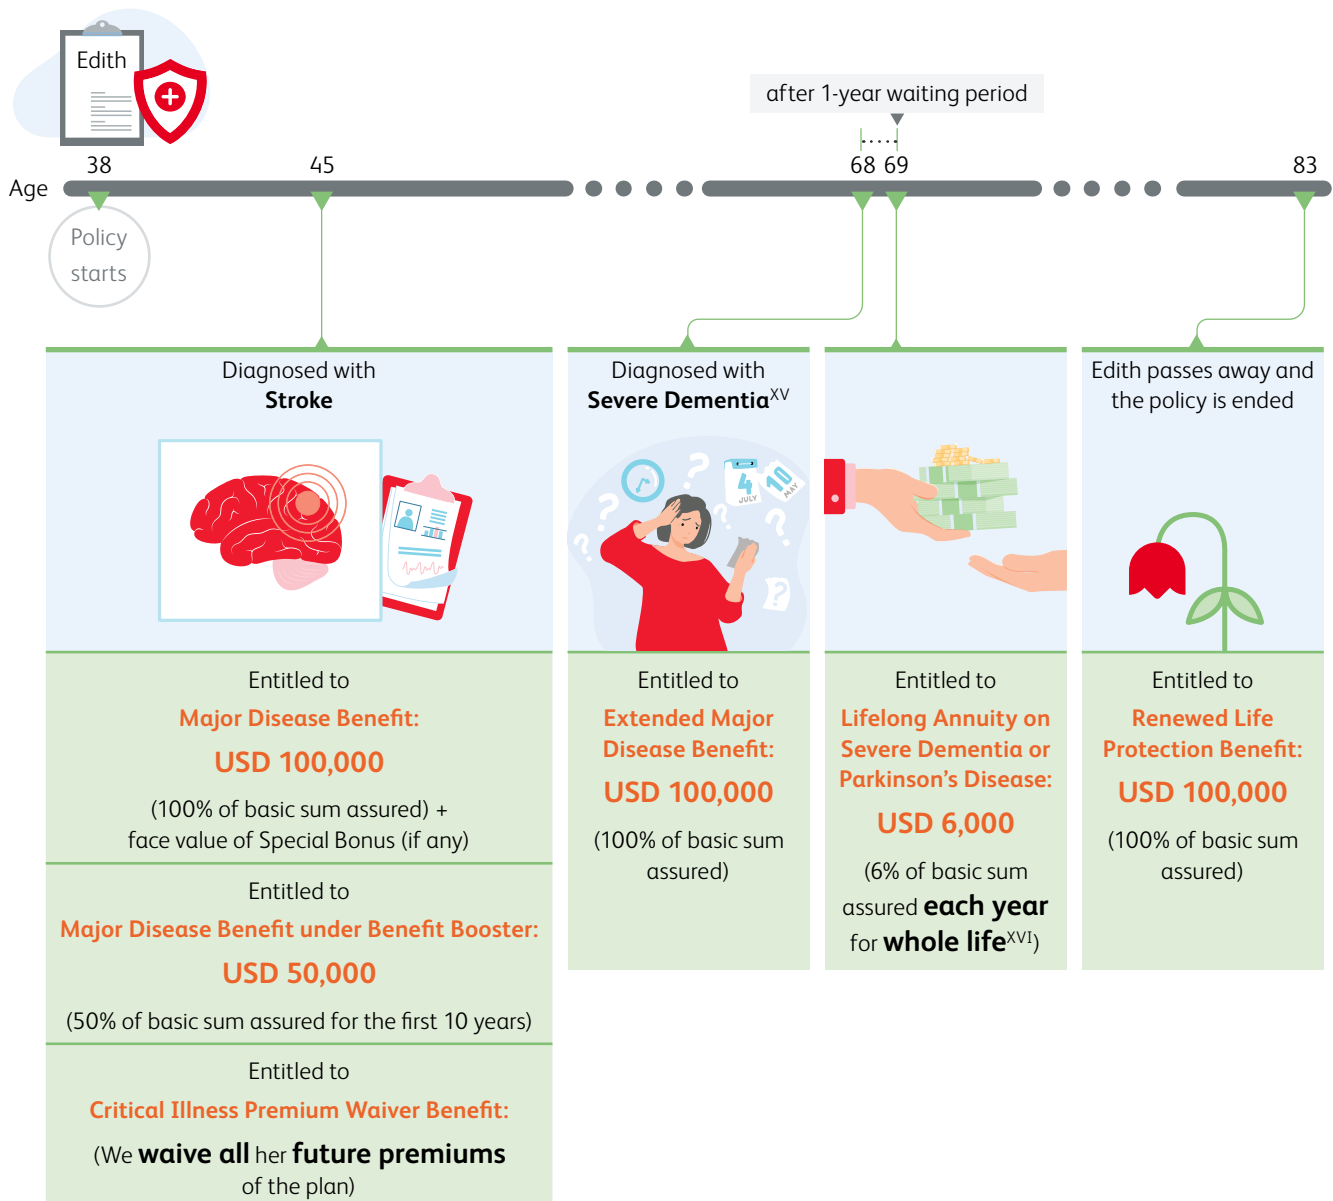 Edith
after 1-year waiting period
Age
38
45
68
69
83
Policy
starts
Diagnosed with
Stroke
Entitled to
Major Disease Benefit:
USD 100,000
(100% of basic sum assured) +
face value of Special Bonus (if any)
Entitled to
Major Disease Benefit under Benefit Booster:
USD 50,000
(50% of basic sum assured for the first 10 years)
Entitled to
Critical Illness Premium Waiver Benefit:
(We waive all her future premiums
of the plan)
Diagnosed with
Severe DementiaXV
4
JULY
10
MAY
Entitled to
Extended Major
Disease Benefit:
USD 100,000
(100% of basic sum
assured)
Entitled to
Lifelong Annuity on
Severe Dementia or
Parkinson’s Disease:
USD 6,000
(6% of basic sum
assured each year
for whole lifeXVI)
Edith passes away and
the policy is ended
Entitled to
Renewed Life
Protection Benefit:
USD 100,000
(100% of basic sum
assured)